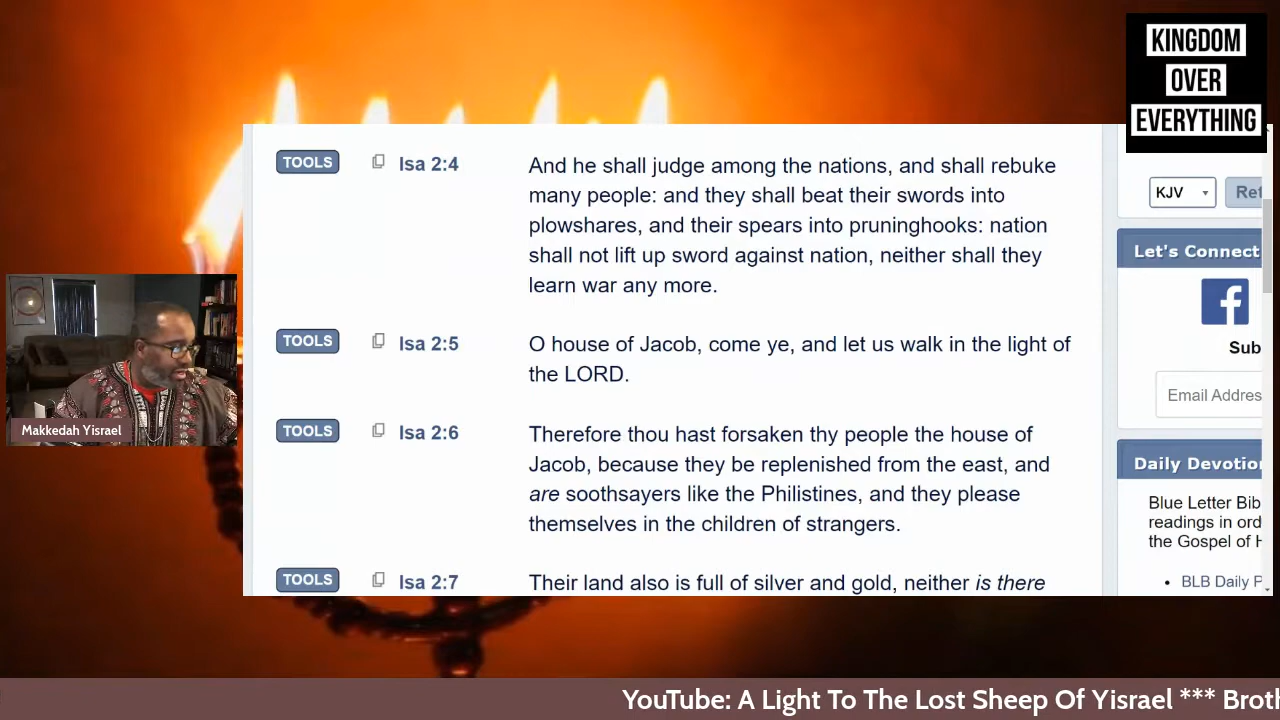 KINGDOM
OVER
EVERYTHING
TOOLS Isa 2:4 And he shall judge among the nations, and shall rebuke
many people: and they shall beat their swords into
plowshares, and their spears into pruninghooks: nation
shall not lift up sword against nation, neither shall they
learn war any more.
TOOLS Isa 2:5 O house of Jacob, come ye, and let us walk in the light of
the LORD.
TOOLS Isa 2:6 Therefore thou hast forsaken thy people the house of
Jacob, because they be replenished from the east, and
are soothsayers like the Philistines, and they please
themselves in the children of strangers.
TOOLS Isa 2:7 Their land also is full of silver and gold, neither is there
KJV Ret
Let's Connect
Sub
Email Addres
Daily Devotio
Blue Letter Bib
readings in ord
the Gospel of H
• BLB Daily P
Makkedah Yisrael
YouTube: A Light To The Lost Sheep Of Yisrael *** Broth